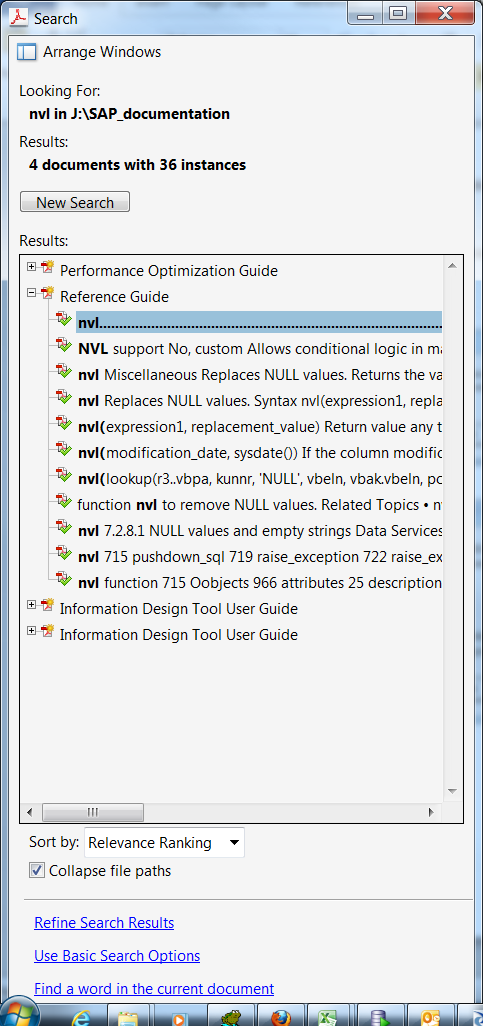 Search
Arrange Windows
Looking For:
nvl in J:\SAP_documentation
Results:
4 documents with 36 instances
New Search
Results:
Performance Optimization Guide
Reference Guide
nvl....................................................................................
NVL support No, custom Allows conditional logic in ma
nvl Miscellaneous Replaces NULL values. Returns the va
nvl Replaces NULL values. Syntax nvl(expression1, repla
nvl(expression1, replacement_value) Return value any t
nvl(modification_date, sysdate()) If the column modific
nvl(lookup(r3..vbpa, kunnr, 'NULL', vbeln, vbak.vbeln, po
function nvl to remove NULL values. Related Topics • n
nvl 7.2.8.1 NULL values and empty strings Data Services
nvl 715 pushdown_sql 719 raise_exception 722 raise_ex
nvl function 715 Oobjects 966 attributes 25 description
Information Design Tool User Guide
Information Design Tool User Guide
Sort by: Relevance Ranking
Collapse file paths
Refine Search Results
Use Basic Search Options
Find a word in the current document